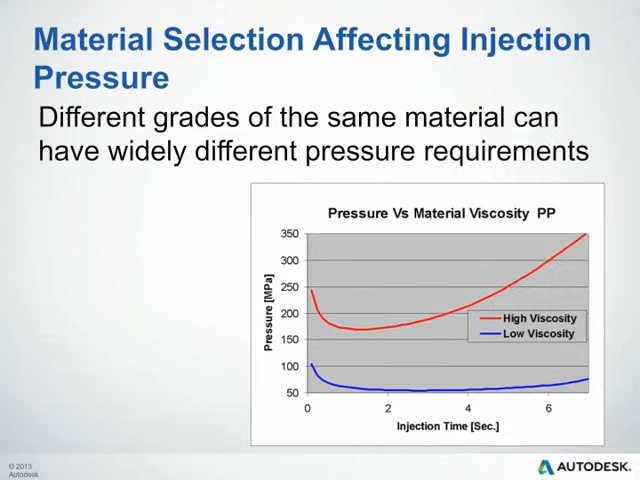 Material Selection Affecting Injection
Pressure
Different grades of the same material can
have widely different pressure requirements
Pressure Vs Material Viscosity PP
350
300
250
200
150
100
50
Pressure [MPa]
High Viscosity
Low Viscosity
0 2 4 6
Injection Time [Sec.]
© 2013
Autodesk
AUTODESK.